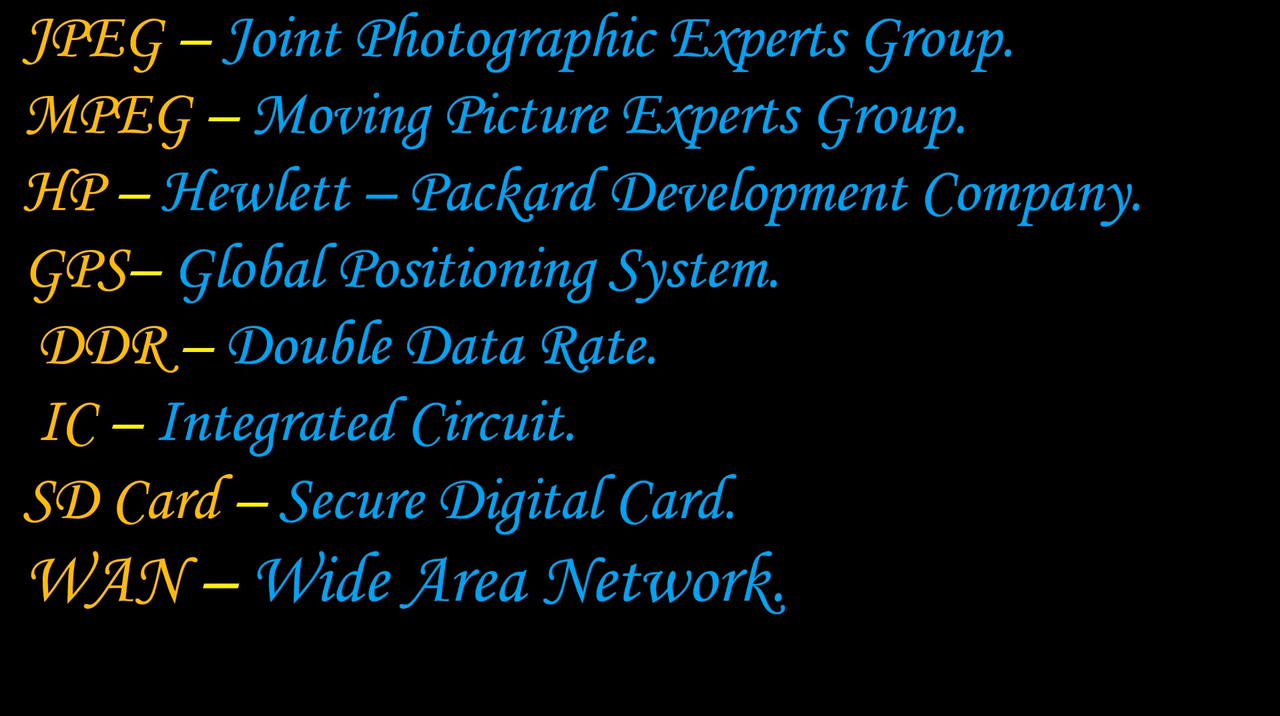 JPEG – Joint Photographic Experts Group.
MPEG – Moving Picture Experts Group.
HP – Hewlett – Packard Development Company.
GPS– Global Positioning System.
DDR – Double Data Rate.
IC – Integrated Circuit.
SD Card – Secure Digital Card.
WAN – Wide Area Network.